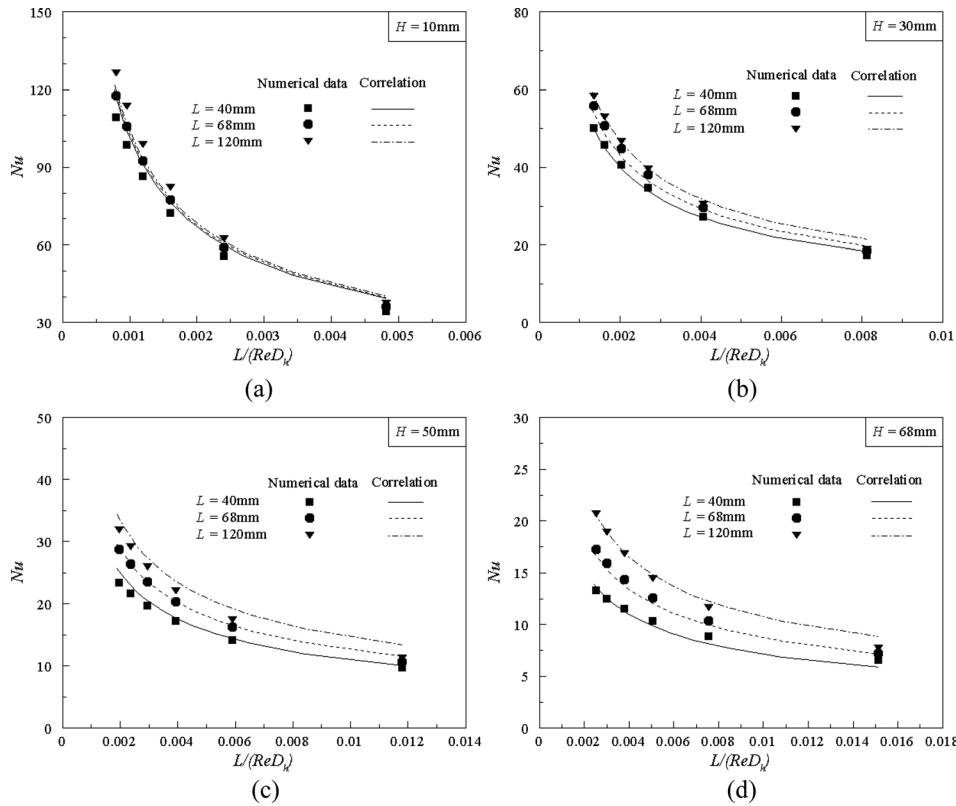 150
120
90
60
30
Nu
H = 10mm
Numerical data Correlation
L = 40mm
L = 68mm
L = 120mm
0 0.001 0.002 0.003 0.004 0.005 0.006
L/(ReD_h)
(a)
80
60
40
20
0
Nu
H = 30mm
Numerical data Correlation
L = 40mm
L = 68mm
L = 120mm
0 0.002 0.004 0.006 0.008 0.01
L/(ReD_h)
(b)
50
40
30
20
10
0
Nu
H = 50mm
Numerical data Correlation
L = 40mm
L = 68mm
L = 120mm
0 0.002 0.004 0.006 0.008 0.01 0.012 0.014
L/(ReD_h)
(c)
30
25
20
15
10
5
0
Nu
H = 68mm
Numerical data Correlation
L = 40mm
L = 68mm
L = 120mm
0 0.002 0.004 0.006 0.008 0.01 0.012 0.014 0.016 0.018
L/(ReD_h)
(d)